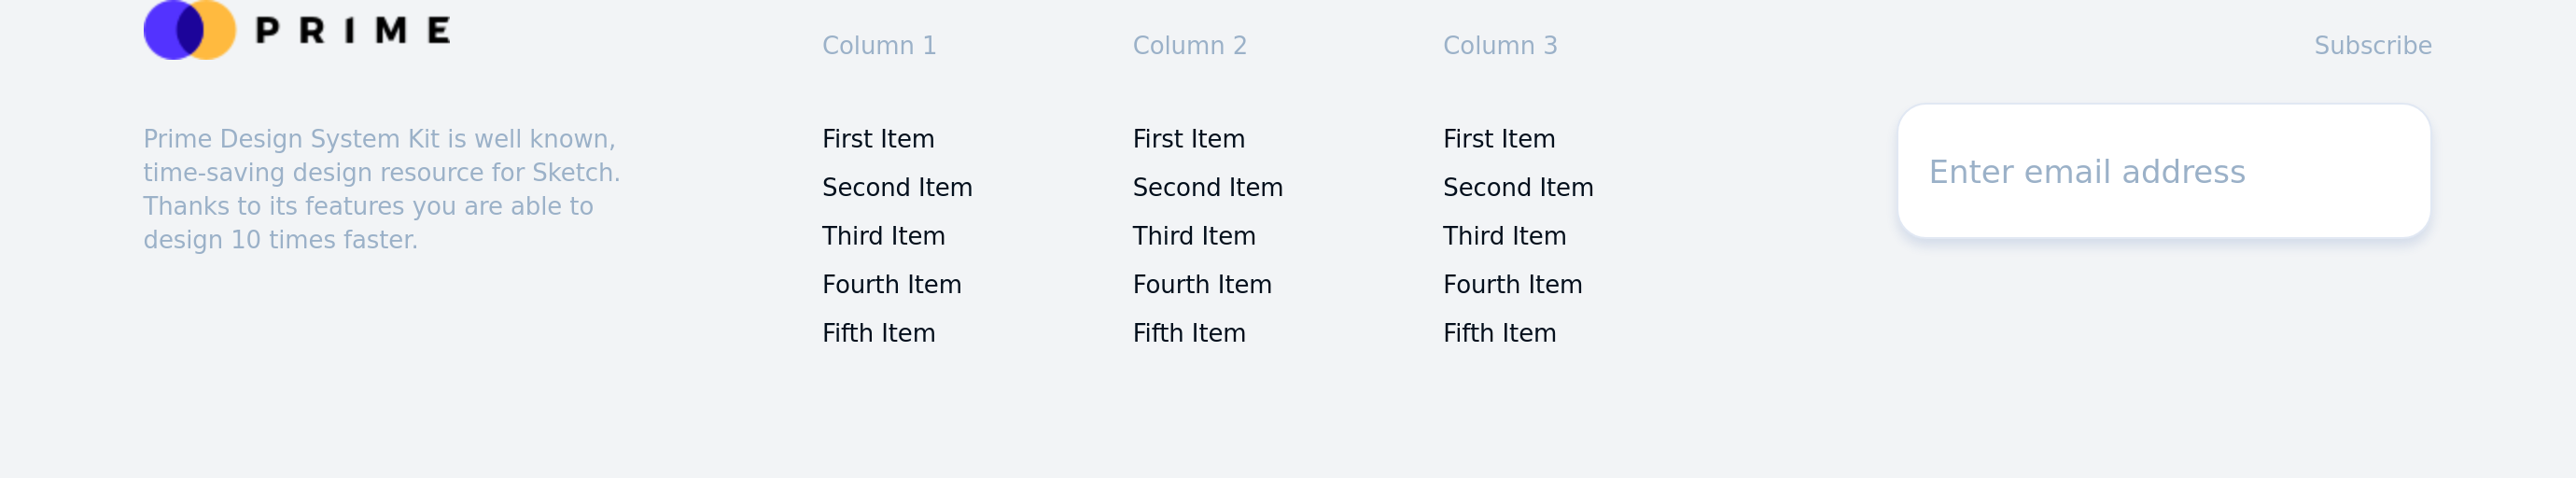 PRIME
Prime Design System Kit is well known,
time-saving design resource for Sketch.
Thanks to its features you are able to
design 10 times faster.
Column 1
First Item
Second Item
Third Item
Fourth Item
Fifth Item
Column 2
First Item
Second Item
Third Item
Fourth Item
Fifth Item
Column 3
First Item
Second Item
Third Item
Fourth Item
Fifth Item
Subscribe
Enter email address